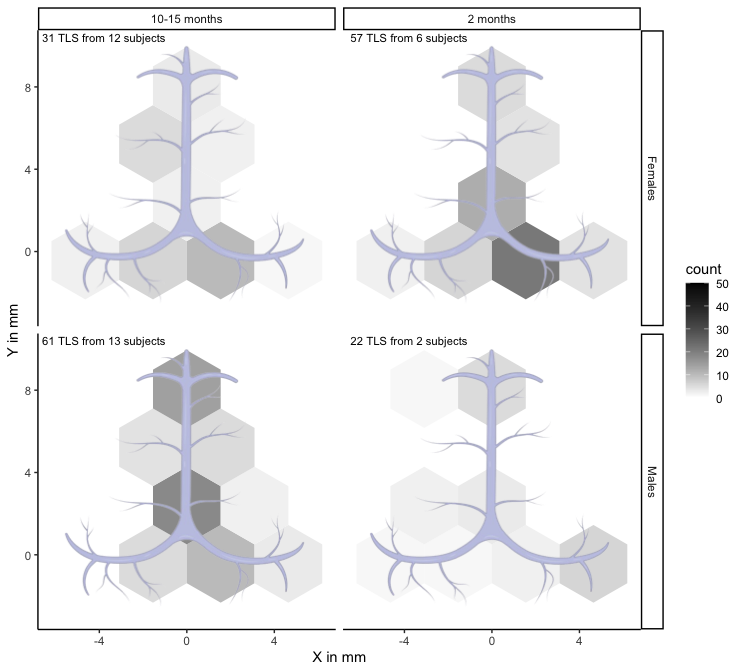 10-15 months
2 months
31 TLS from 12 subjects
57 TLS from 6 subjects
8
4
0
Females
61 TLS from 13 subjects
22 TLS from 2 subjects
8
4
0
Males
Y in mm
-4
0
4
-4
0
4
X in mm
count
50
40
30
20
10
0